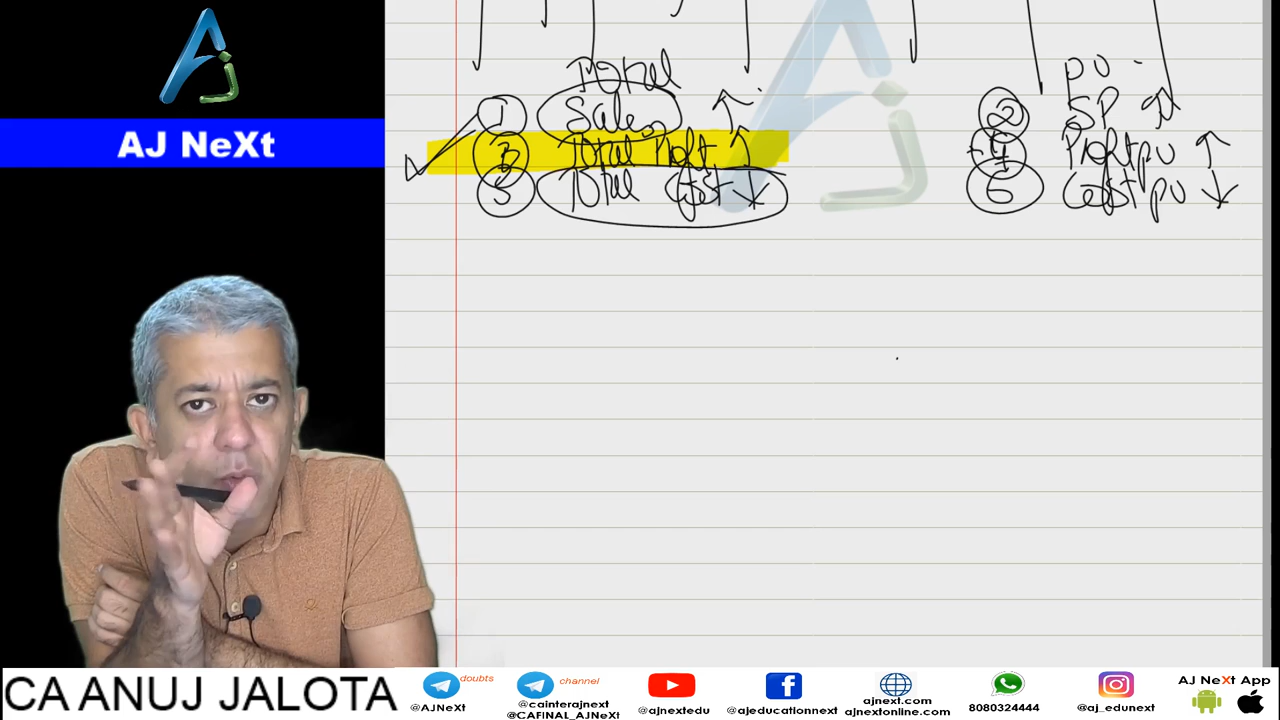 AJ NeXt
Total
pu
① Sales ↑
② SP ↑
③ Total Profit ↑
④ Profit pu ↑
⑤ Total Cost ↓
⑥ Cost pu ↓
CA ANUJ JALOTA
doubts
@AJNeXt
channel
@cainterajnext
@CAFINAL_AJNeXt
@ajnextedu
@ajeducationnext
ajnext.com
ajnextonline.com
8080324444
@aj_edunext
AJ NeXt App